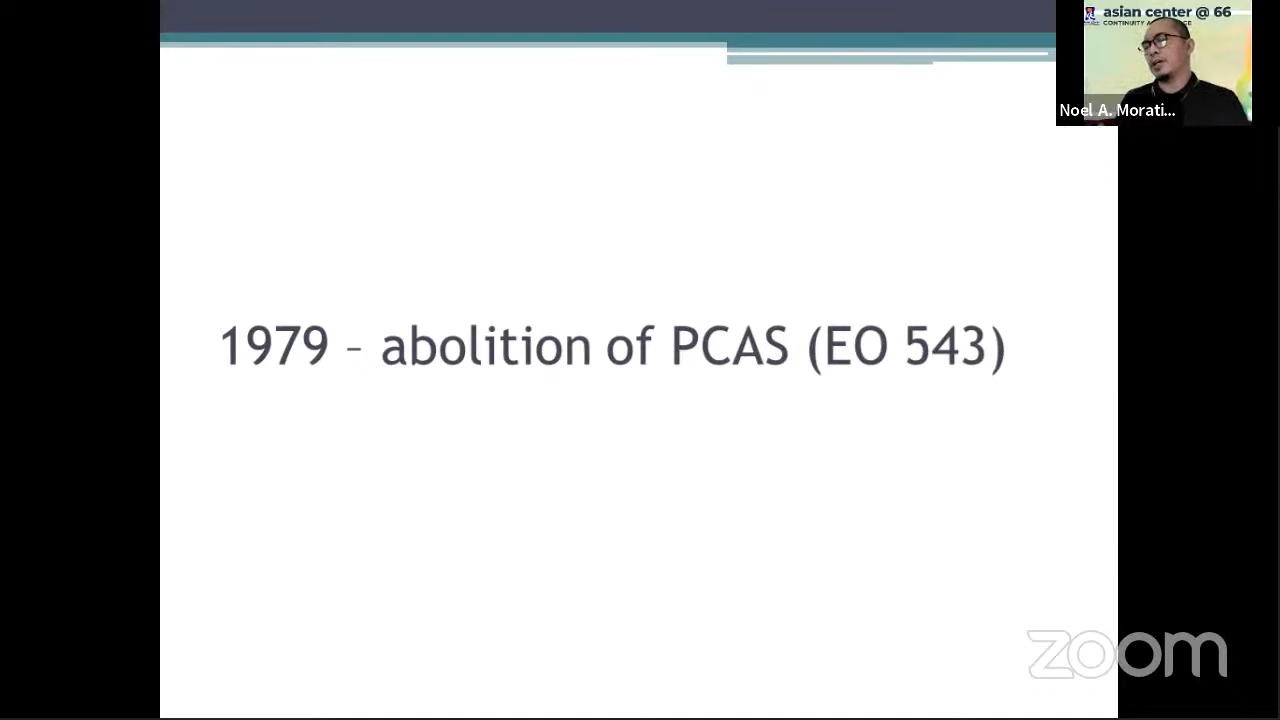 asian center @ 66
Noel A. Morati...
1979 – abolition of PCAS (EO 543)
zoom